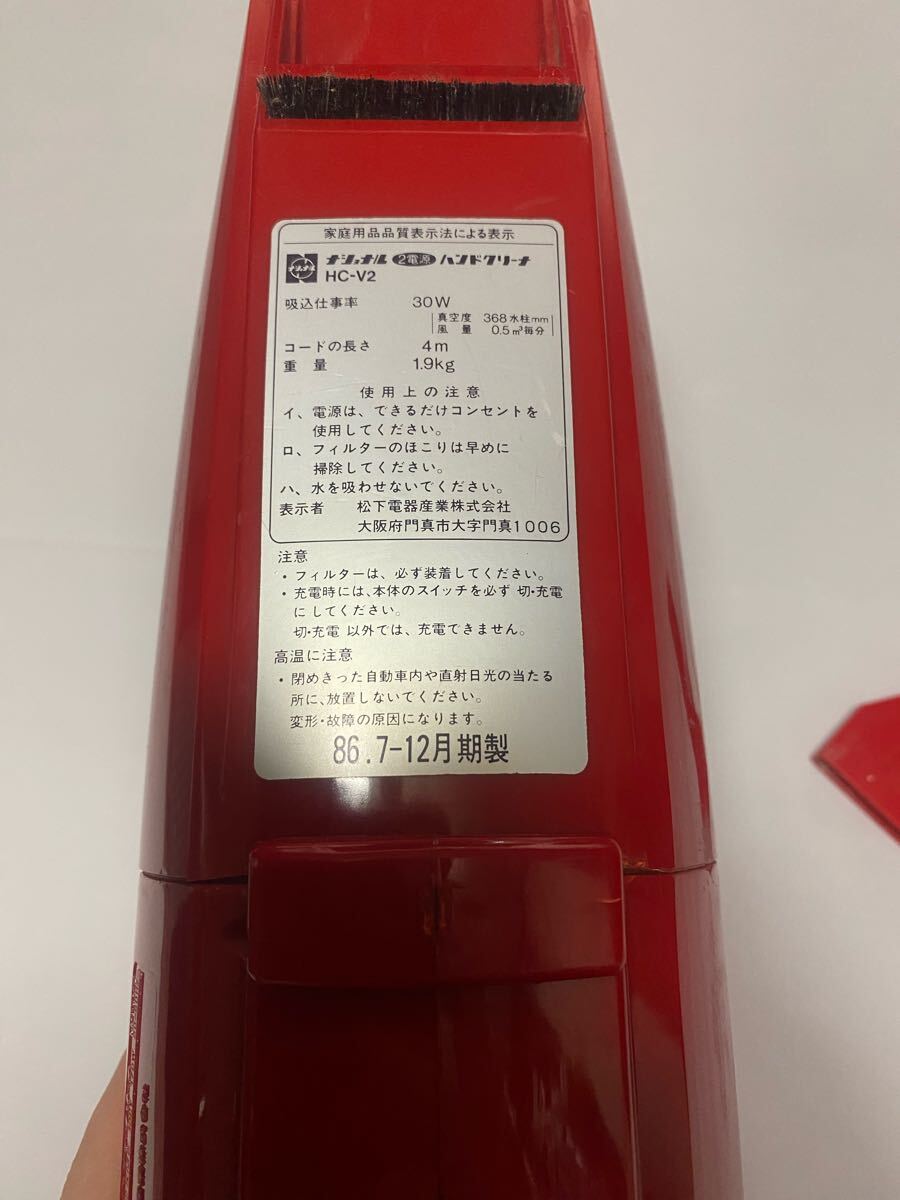 家庭用品品質表示法による表示
ナショナル ナショナル 2電源 ハンドクリーナ
HC-V2
吸込仕事率 30W
真空度 368水柱mm
風量 0.5m³毎分
コードの長さ 4m
重量 1.9kg
使用上の注意
イ、電源は、できるだけコンセントを
使用してください。
ロ、フィルターのほこりは早めに
掃除してください。
ハ、水を吸わせないでください。
表示者 松下電器産業株式会社
大阪府門真市大字門真1006
注意
・フィルターは、必ず装着してください。
・充電時には、本体のスイッチを必ず 切・充電
にしてください。
切・充電 以外では、充電できません。
高温に注意
・閉めきった自動車内や直射日光の当たる
所に、放置しないでください。
変形・故障の原因になります。
86.7-12月期製